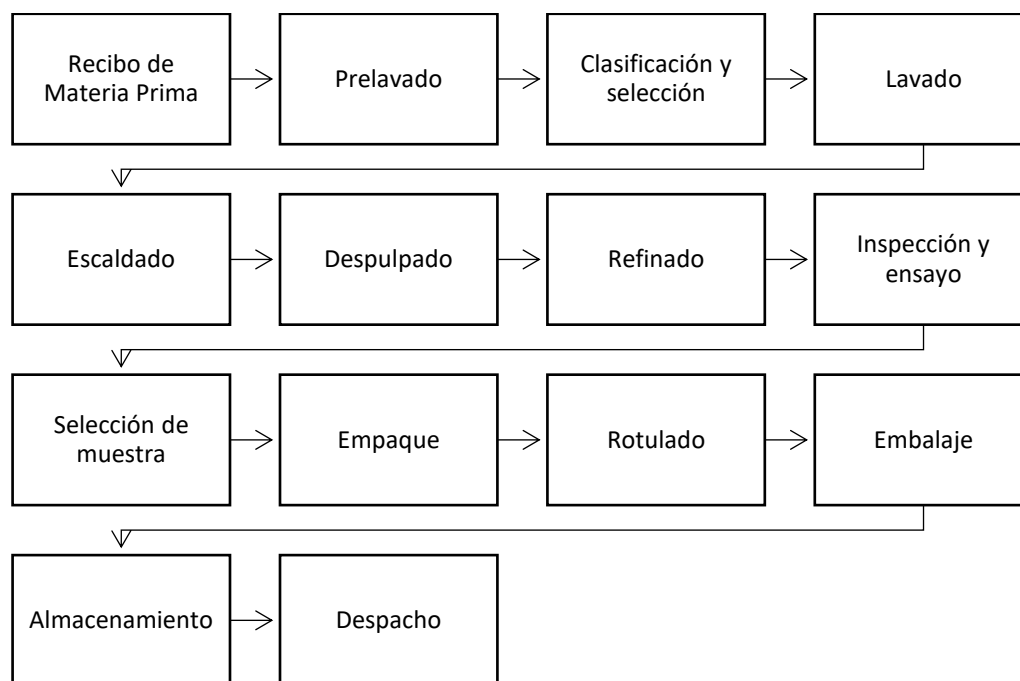 Recibo de
Materia Prima
Prelavado
Clasificación y
selección
Lavado
Escaldado
Despulpado
Refinado
Inspección y
ensayo
Selección de
muestra
Empaque
Rotulado
Embalaje
Almacenamiento
Despacho